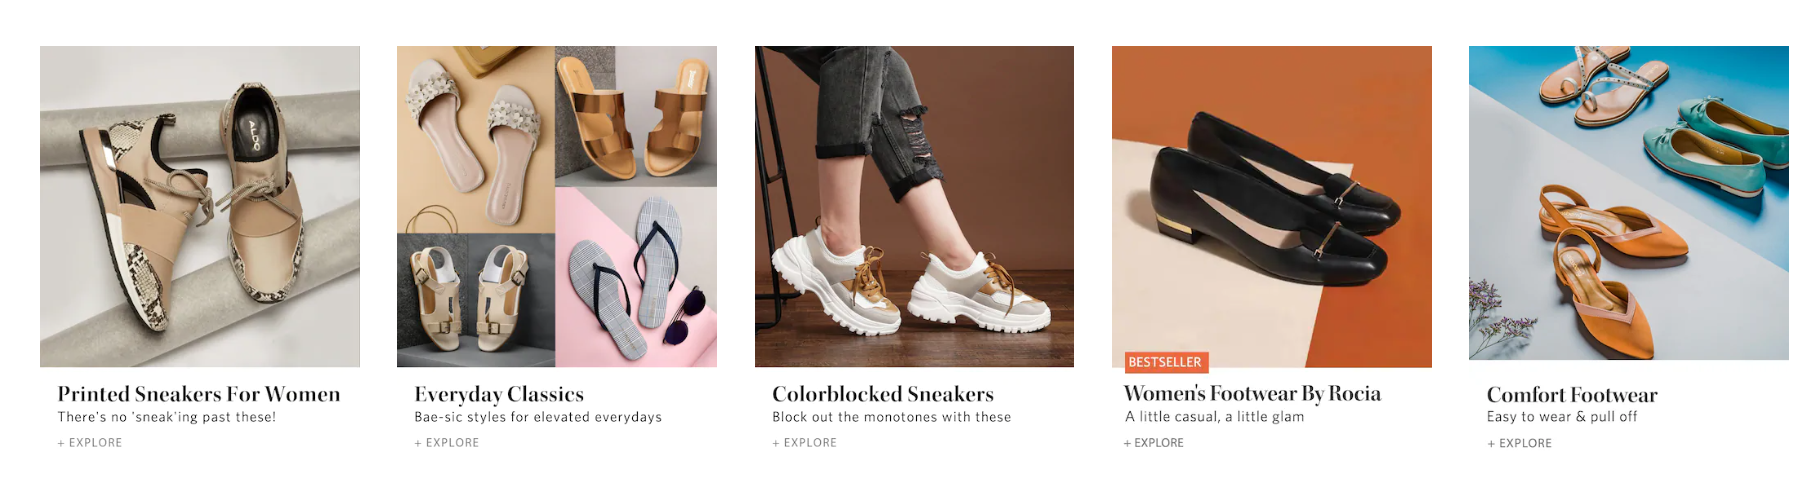 ALDO
Printed Sneakers For Women
There's no 'sneak'ing past these!
+ EXPLORE
Everyday Classics
Bae-sic styles for elevated everydays
+ EXPLORE
Colorblocked Sneakers
Block out the monotones with these
+ EXPLORE
BESTSELLER
Women's Footwear By Rocia
A little casual, a little glam
+ EXPLORE
Comfort Footwear
Easy to wear & pull off
+ EXPLORE